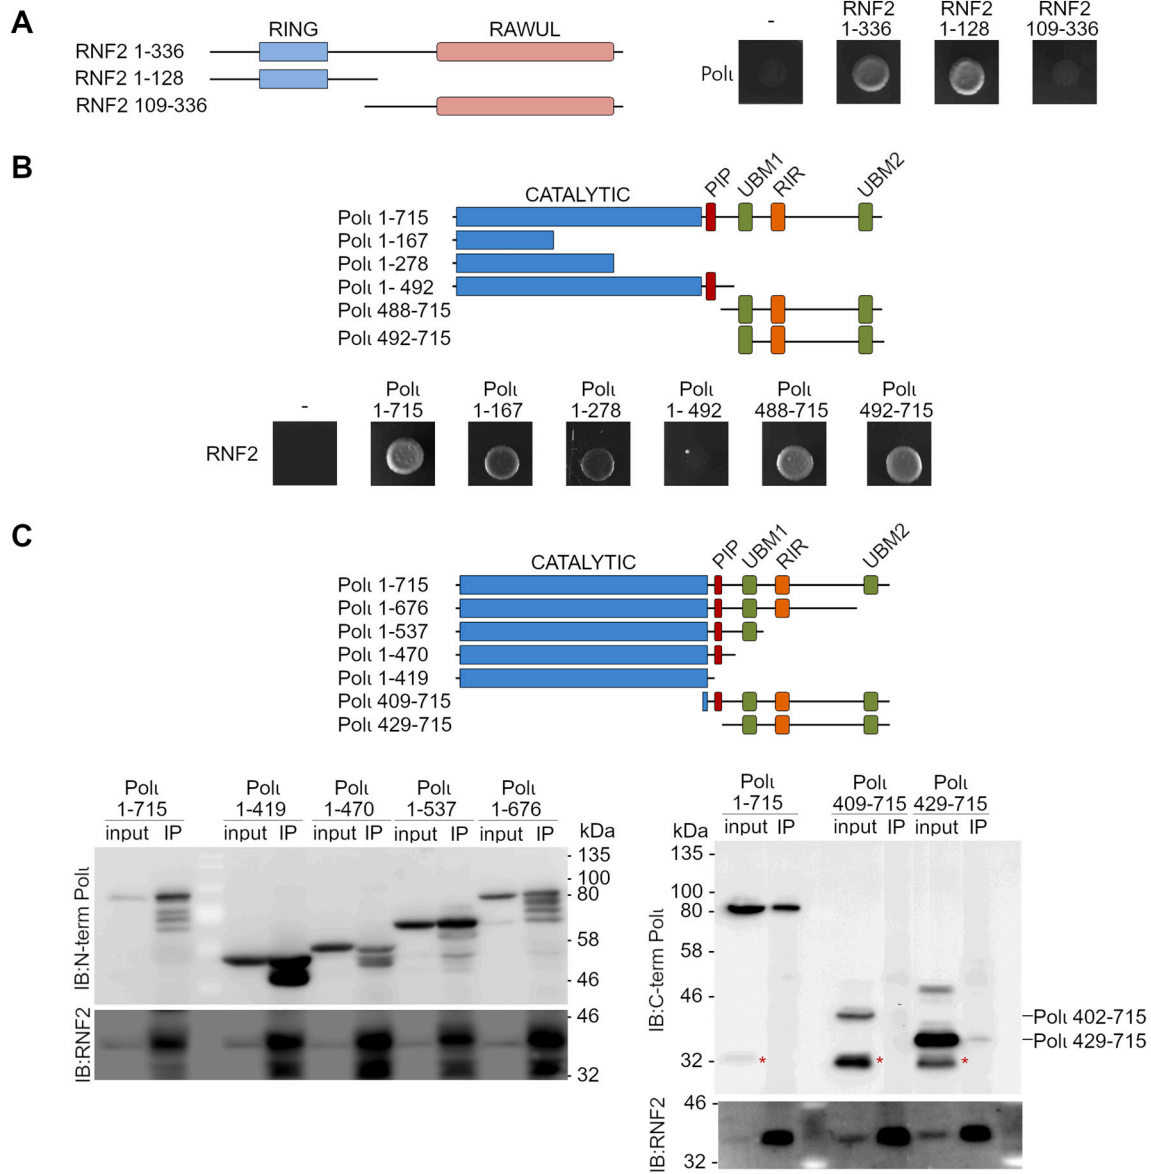 A
RING RAWUL
RNF2 1-336
RNF2 1-128
RNF2 109-336
- RNF2 RNF2 RNF2
1-336 1-128 109-336
Polι
B
CATALYTIC PIP UBM1 RIR UBM2
Polι 1-715
Polι 1-167
Polι 1-278
Polι 1- 492
Polι 488-715
Polι 492-715
- Polι Polι Polι Polι Polι Polι
1-715 1-167 1-278 1- 492 488-715 492-715
RNF2
C
CATALYTIC PIP UBM1 RIR UBM2
Polι 1-715
Polι 1-676
Polι 1-537
Polι 1-470
Polι 1-419
Polι 409-715
Polι 429-715
Polι Polι Polι Polι Polι
1-715 1-419 1-470 1-537 1-676
input IP input IP input IP input IP input IP kDa
IB:N-term Polι
- 135
- 100
- 80
- 58
- 46
IB:RNF2
- 46
- 32
Polι Polι Polι
1-715 409-715 429-715
kDa input IP input IP input IP
IB:C-term Polι
135 -
100 -
80 -
58 -
46 -
32 - * * *
–Polι 402-715
–Polι 429-715
IB:RNF2
46 -
32 -